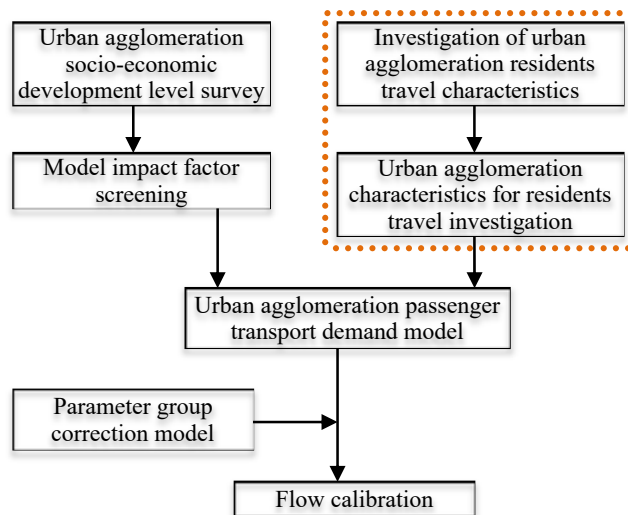 Urban agglomeration
socio-economic
development level survey
Investigation of urban
agglomeration residents
travel characteristics
Model impact factor
screening
Urban agglomeration
characteristics for residents
travel investigation
Urban agglomeration passenger
transport demand model
Parameter group
correction model
Flow calibration